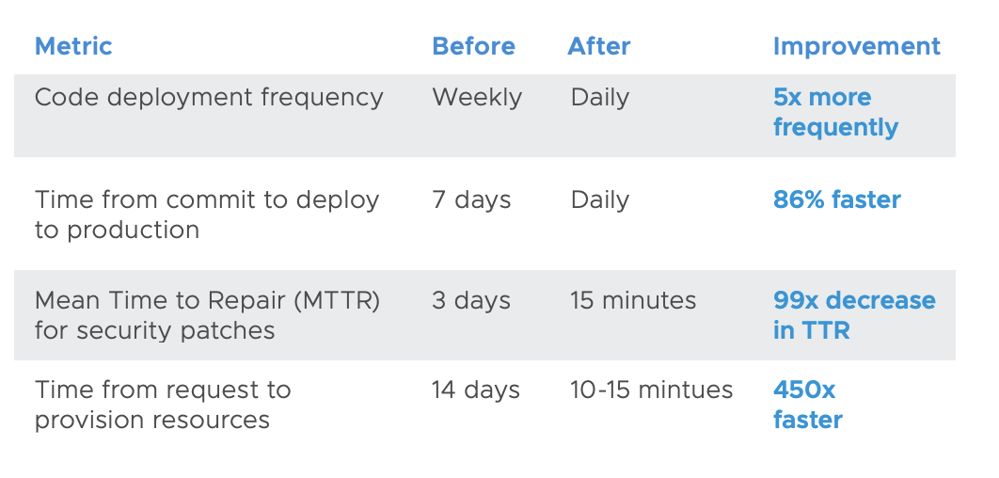 Metric Before After Improvement
Code deployment frequency Weekly Daily 5x more
frequently
Time from commit to deploy 7 days Daily 86% faster
to production
Mean Time to Repair (MTTR) 3 days 15 minutes 99x decrease
for security patches in TTR
Time from request to 14 days 10-15 mintues 450x
provision resources faster